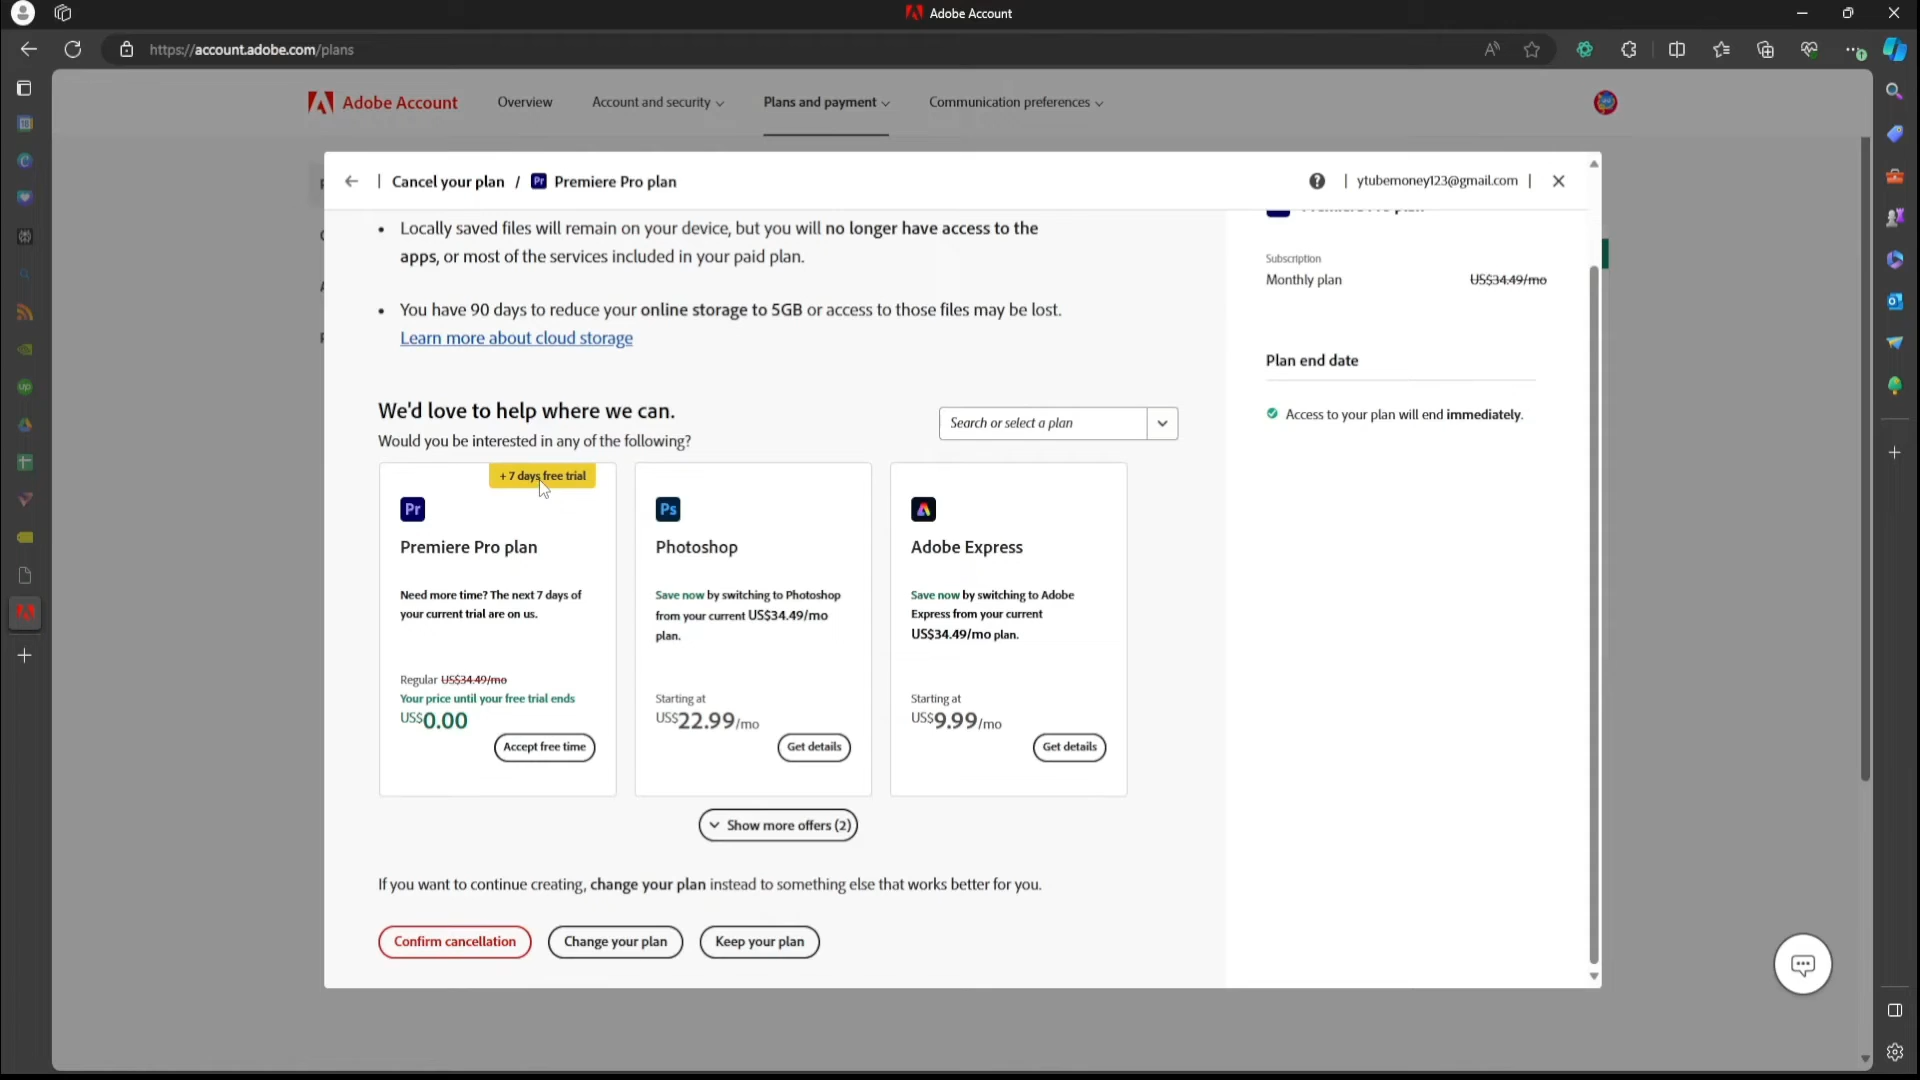 Adobe Account
https://account.adobe.com/plans
Adobe Account
Overview
Account and security
Plans and payment
Communication preferences
Cancel your plan / Pr Premiere Pro plan
ytubemoney123@gmail.com
Locally saved files will remain on your device, but you will no longer have access to the
apps, or most of the services included in your paid plan.
You have 90 days to reduce your online storage to 5GB or access to those files may be lost.
Learn more about cloud storage
We'd love to help where we can.
Would you be interested in any of the following?
Search or select a plan
+ 7 days free trial
Pr
Premiere Pro plan
Need more time? The next 7 days of
your current trial are on us.
Regular US$34.49/mo
Your price until your free trial ends
US$0.00
Accept free time
Ps
Photoshop
Save now by switching to Photoshop
from your current US$34.49/mo
plan.
Starting at
US$22.99/mo
Get details
Adobe Express
Save now by switching to Adobe
Express from your current
US$34.49/mo plan.
Starting at
US$9.99/mo
Get details
Show more offers (2)
If you want to continue creating, change your plan instead to something else that works better for you.
Confirm cancellation
Change your plan
Keep your plan
Subscription
Monthly plan
US$34.49/mo
Plan end date
Access to your plan will end immediately.